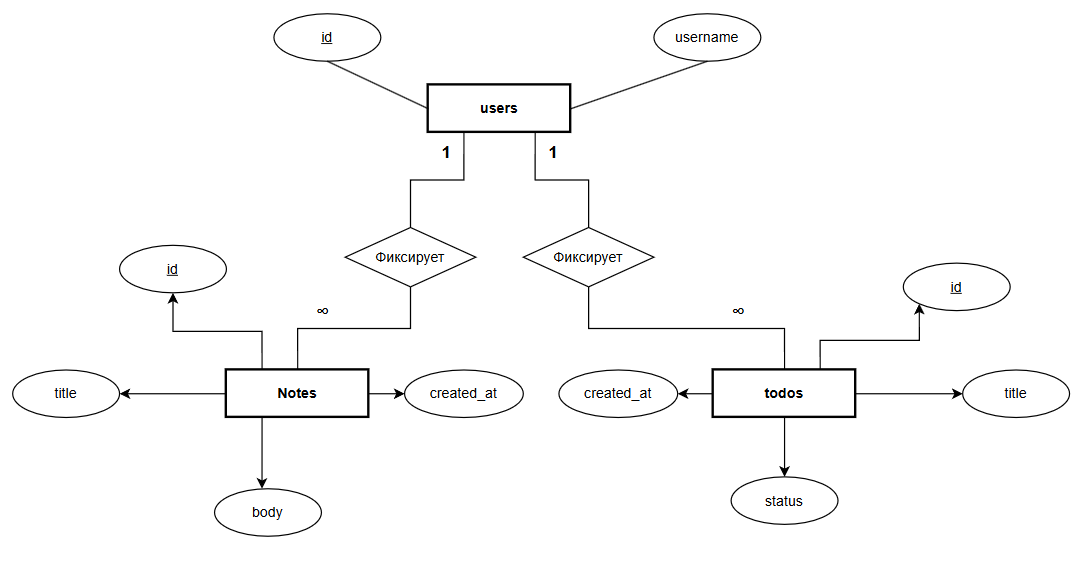 id
username
users
1
1
Фиксирует
Фиксирует
id
id
∞
∞
title
Notes
created_at
created_at
todos
title
body
status